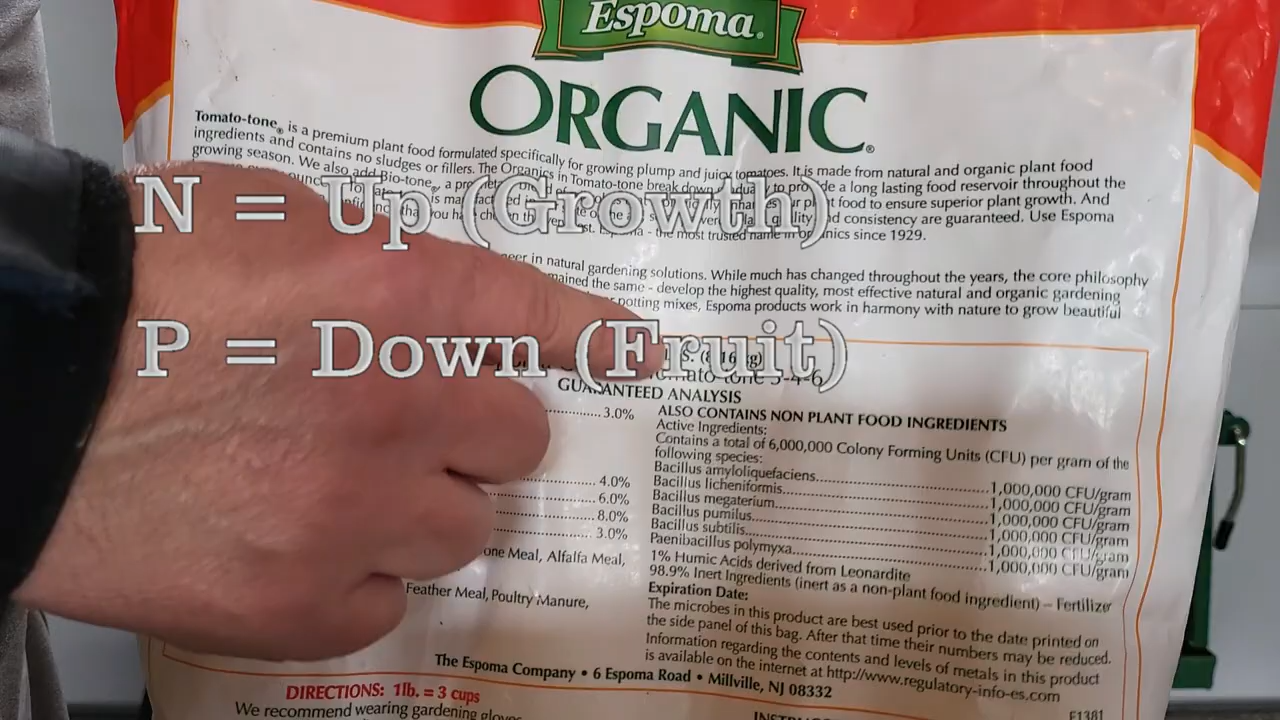 Espoma®
ORGANIC®
Tomato-tone® is a premium plant food formulated specifically for growing plump and juicy tomatoes. It is made from natural and organic plant food
ingredients and contains no sludges or fillers. The Organics in Tomato-tone break down gradually to provide a long lasting food reservoir throughout the
growing season. We also add Bio-tone®, a
food to ensure superior plant growth. And
quality and consistency are guaranteed. Use Espoma
you have chosen the - the most trusted name in organics since 1929.
N = Up (Growth)
in natural gardening solutions. While much has changed throughout the years, the core philosophy
the same - develop the highest quality, most effective natural and organic gardening
potting mixes, Espoma products work in harmony with nature to grow beautiful
P = Down (Fruit)
Tomato-tone 3-4-6
GUARANTEED ANALYSIS
3.0%
4.0%
6.0%
8.0%
3.0%
Meal, Alfalfa Meal,
Feather Meal, Poultry Manure,
ALSO CONTAINS NON PLANT FOOD INGREDIENTS
Active Ingredients:
Contains a total of 6,000,000 Colony Forming Units (CFU) per gram of the
following species:
Bacillus amyloliquefaciens 1,000,000 CFU/gram
Bacillus licheniformis 1,000,000 CFU/gram
Bacillus megaterium 1,000,000 CFU/gram
Bacillus pumilus 1,000,000 CFU/gram
Bacillus subtilis 1,000,000 CFU/gram
Paenibacillus polymyxa 1,000,000 CFU/gram
1% Humic Acids derived from Leonardite
98.9% Inert Ingredients (inert as a non-plant food ingredient) – Fertilizer
Expiration Date:
The microbes in this product are best used prior to the date printed on
the side panel of this bag. After that time their numbers may be reduced.
Information regarding the contents and levels of metals in this product
is available on the internet at http://www.regulatory-info-es.com
The Espoma Company • 6 Espoma Road • Millville, NJ 08332
F1381
DIRECTIONS: 1lb. = 3 cups
We recommend wearing gardening